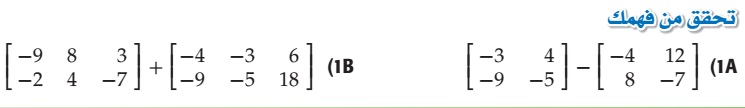 تحقق من فهمك
(1A [−3 4; −9 −5] − [−4 12; 8 −7]
(1B [−9 8 3; −2 4 −7] + [−4 −3 6; −9 −5 18]